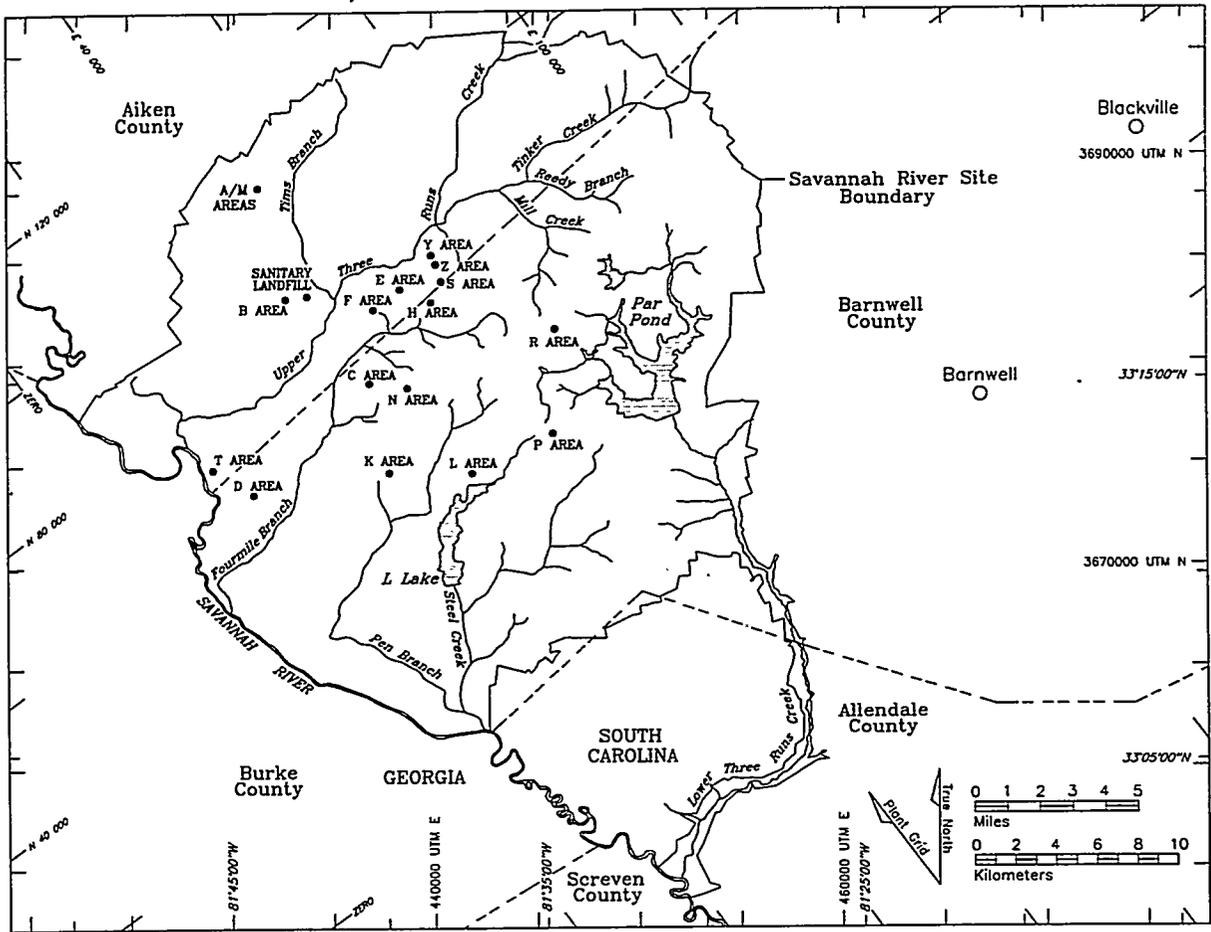 E 40 000
E 100 000
Aiken
County
Blackville
3690000 UTM N
Creek
Tinker
Creek
Tims
Branch
Reedy
Branch
Savannah River Site
Boundary
A/M
AREAS
Mill
Creek
N 120 000
Runs
Y AREA
Three
Z AREA
SANITARY
LANDFILL
E AREA
S AREA
B AREA
F AREA
H AREA
Par
Pond
Barnwell
County
R AREA
Upper
C AREA
N AREA
Barnwell
33°15'00"N
ZERO
P AREA
T AREA
K AREA
L AREA
D AREA
N 80 000
Fourmile Branch
3670000 UTM N
L Lake
Steel Creek
SAVANNAH
RIVER
Pen Branch
SOUTH
CAROLINA
Allendale
County
Lower
Three
Runs
Creek
33°05'00"N
Burke
County
GEORGIA
Plant Grid
True North
0 1 2 3 4 5
Miles
0 2 4 6 8 10
Kilometers
N 40 000
81°45'00"W
ZERO
440000 UTM E
81°35'00"W
Screven
County
460000 UTM E
81°25'00"W